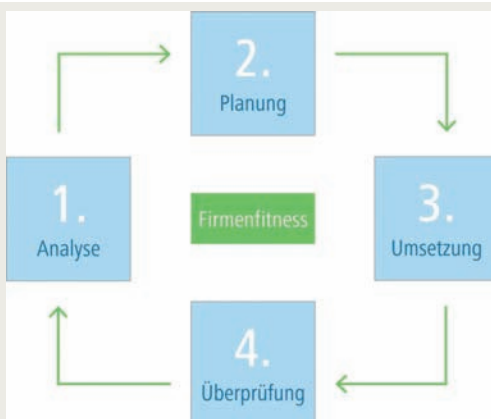 1.
Analyse
2.
Planung
Firmenfitness
3.
Umsetzung
4.
Überprüfung